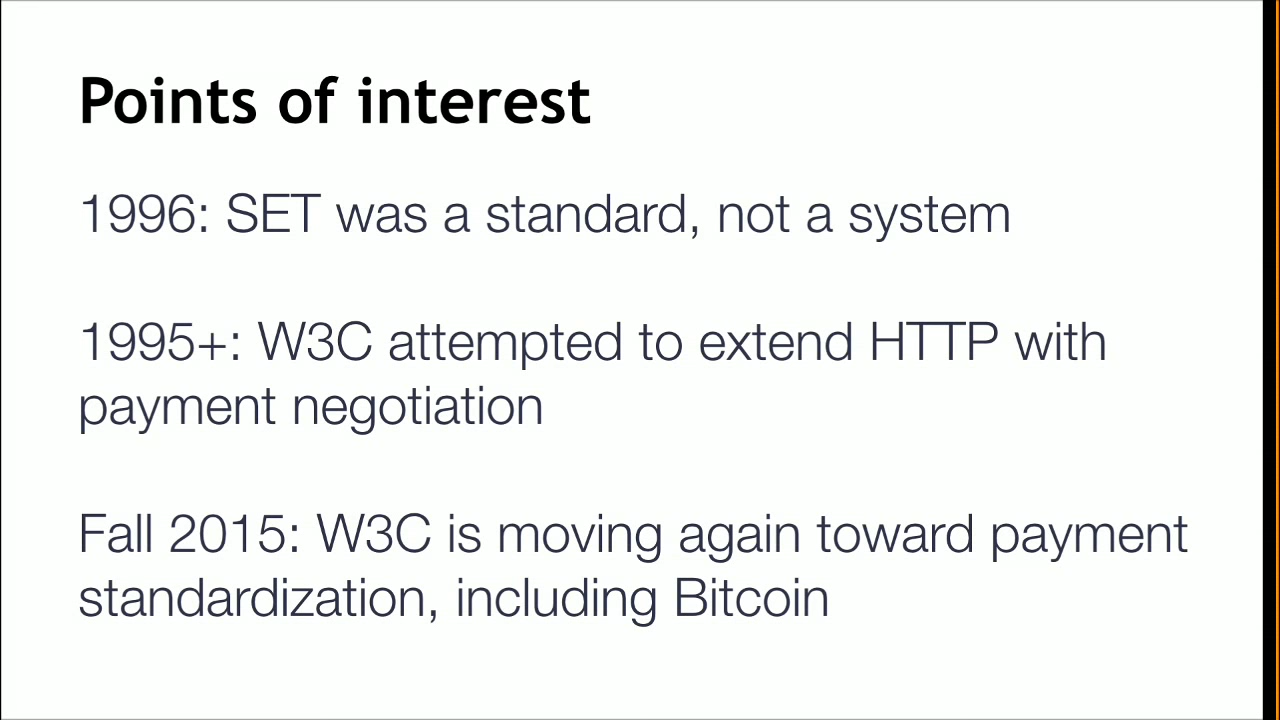 Points of interest
1996: SET was a standard, not a system
1995+: W3C attempted to extend HTTP with
payment negotiation
Fall 2015: W3C is moving again toward payment
standardization, including Bitcoin